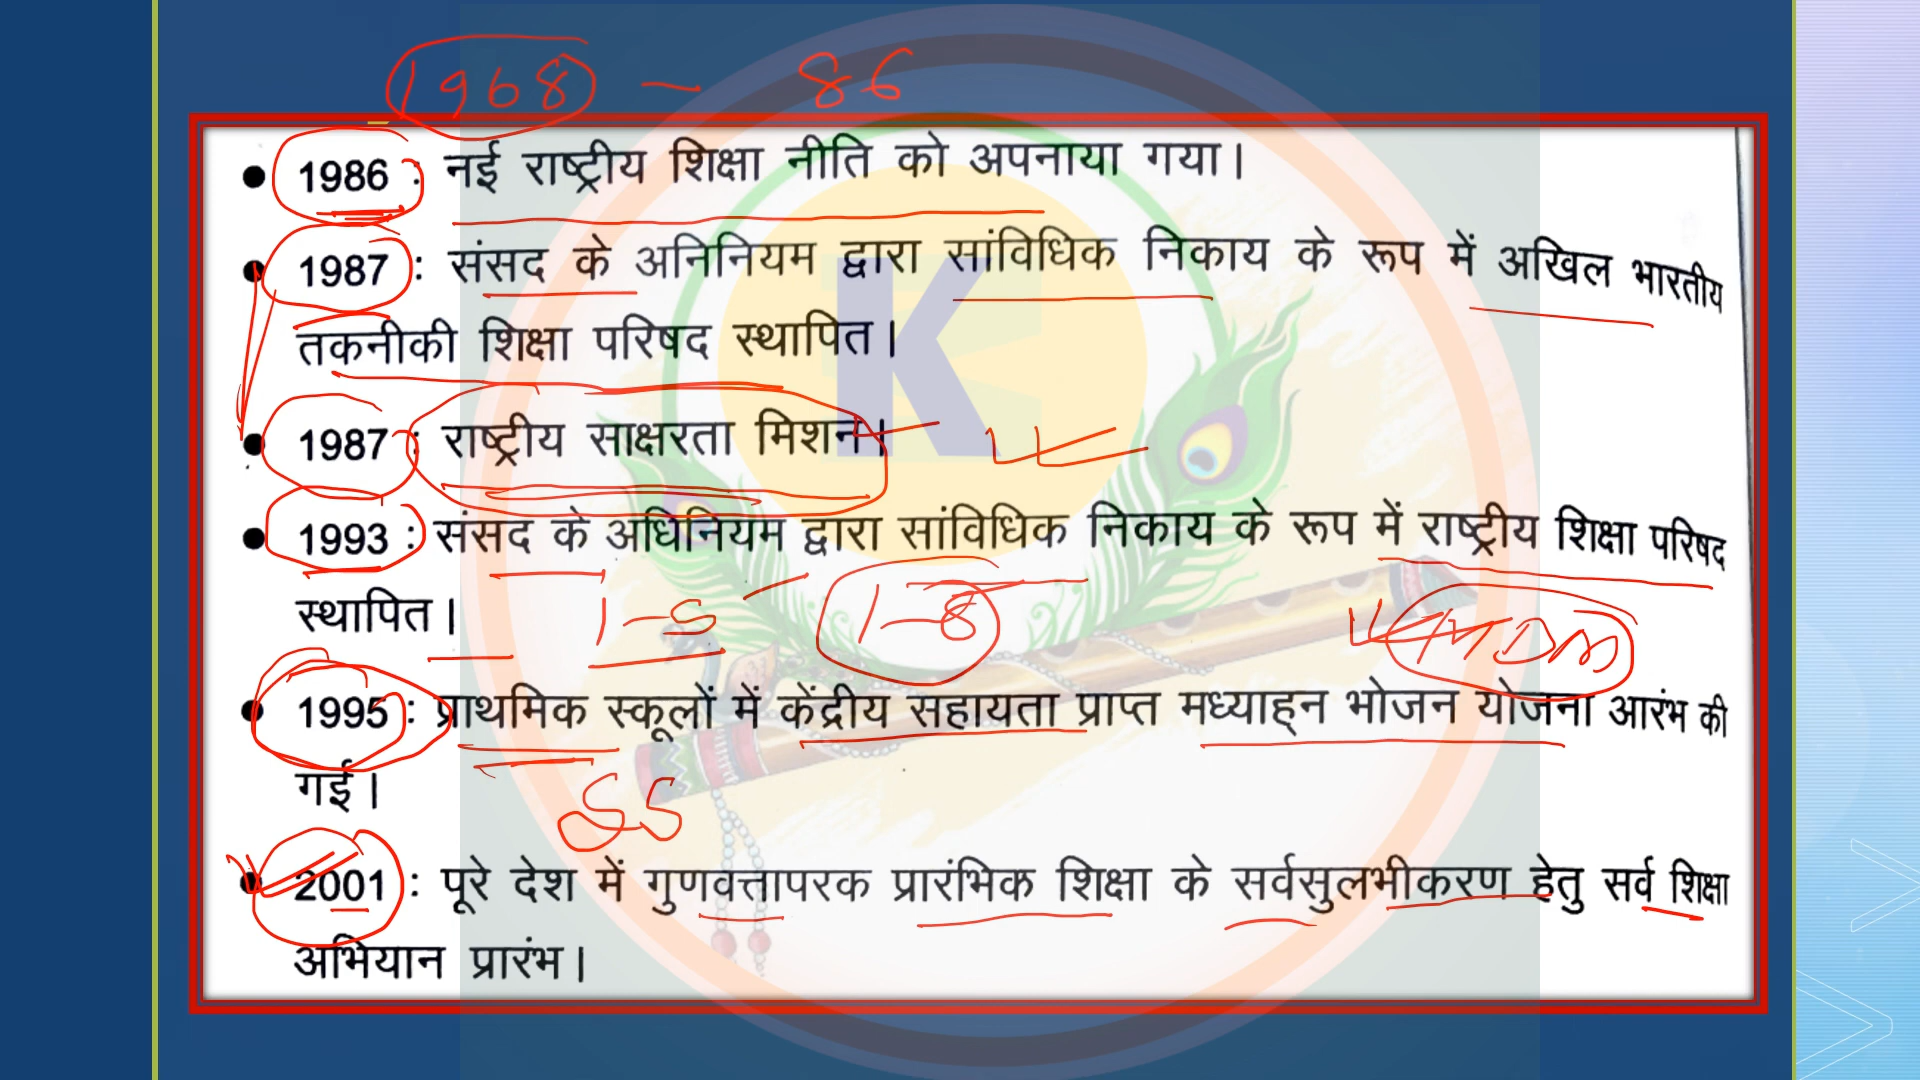 1968 - 86
• 1986 : नई राष्ट्रीय शिक्षा नीति को अपनाया गया।
• 1987 : संसद के अनिनियम द्वारा सांविधिक निकाय के रूप में अखिल भारतीय
तकनीकी शिक्षा परिषद स्थापित।
• 1987 : राष्ट्रीय साक्षरता मिशन।
• 1993 : संसद के अधिनियम द्वारा सांविधिक निकाय के रूप में राष्ट्रीय शिक्षा परिषद
स्थापित।
1-5 1-8 MDM
• 1995 : प्राथमिक स्कूलों में केंद्रीय सहायता प्राप्त मध्याह्न भोजन योजना आरंभ की
गई।
SS
• 2001 : पूरे देश में गुणवत्तापरक प्रारंभिक शिक्षा के सर्वसुलभीकरण हेतु सर्व शिक्षा
अभियान प्रारंभ।
K